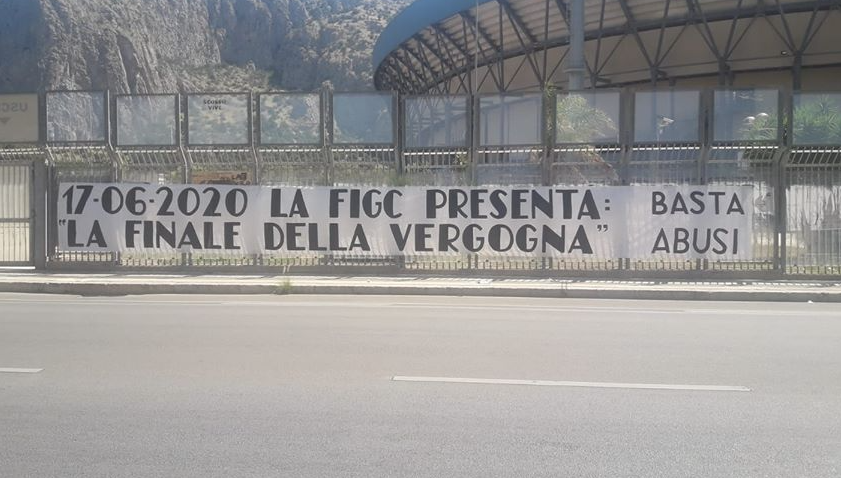 17-06-2020 LA FIGC PRESENTA:
"LA FINALE DELLA VERGOGNA"
BASTA
ABUSI